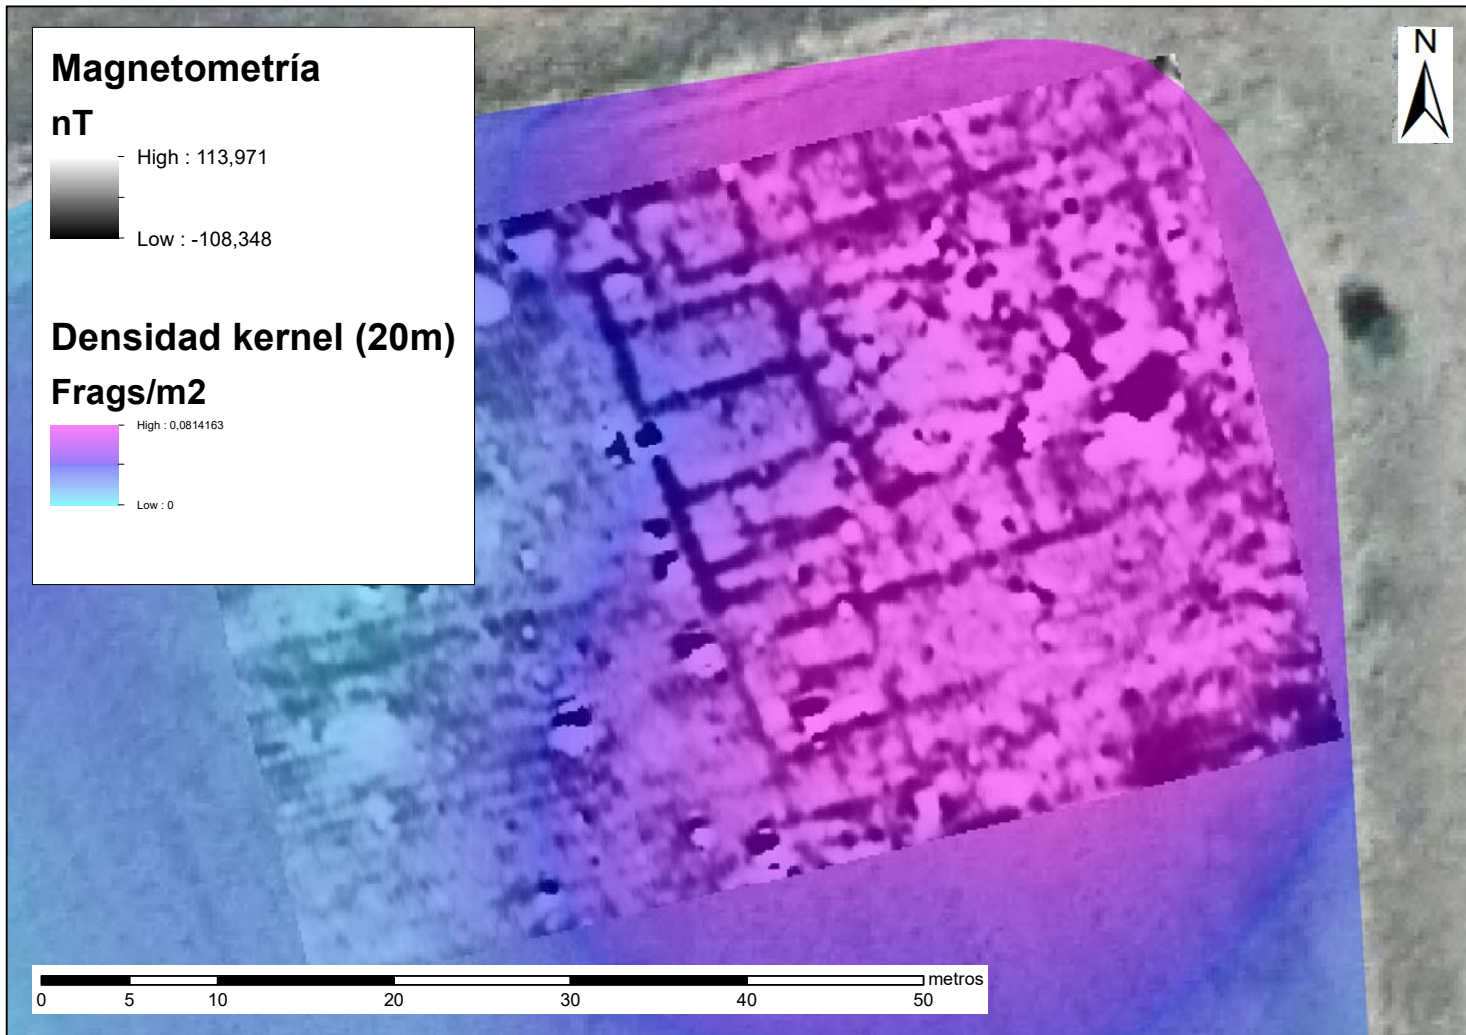 Magnetometría
nT
High : 113,971
Low : -108,348
Densidad kernel (20m)
Frags/m2
High : 0,0814163
Low : 0
N
metros
0 5 10 20 30 40 50